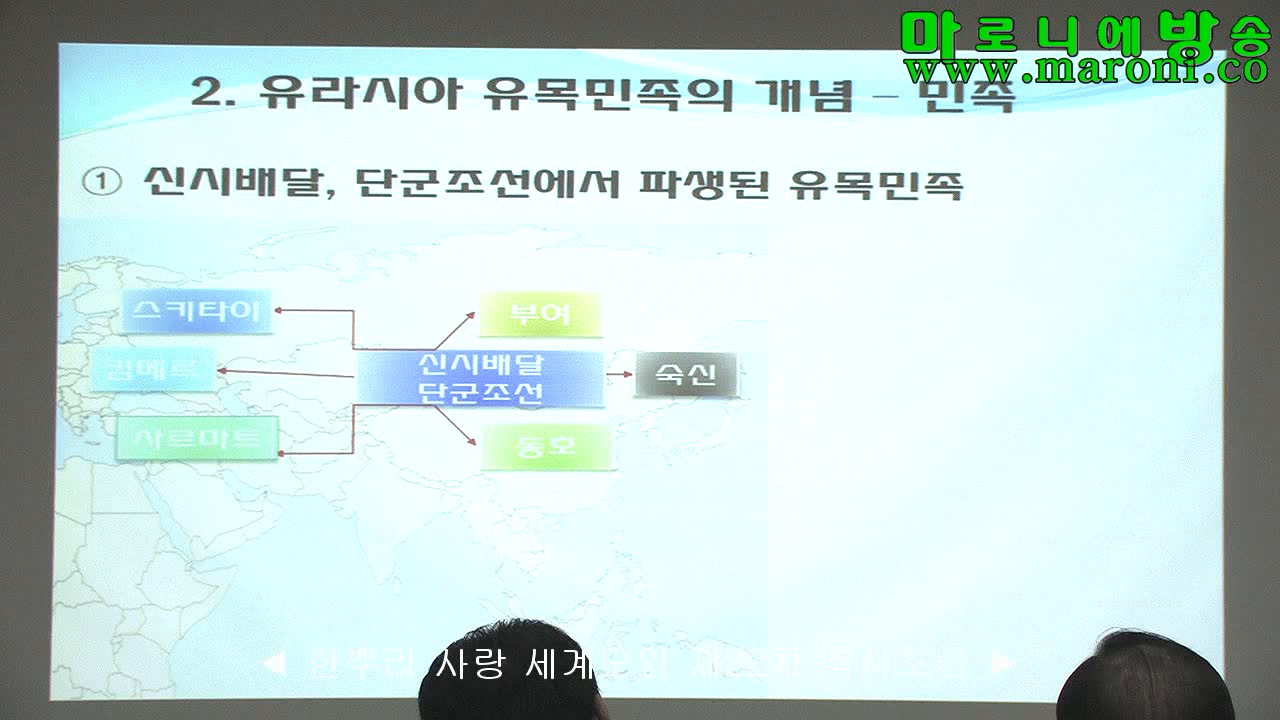 마로니에방송
www.maroni.co
2. 유라시아 유목민족의 개념 – 민족
① 신시배달, 단군조선에서 파생된 유목민족
스키타이
부여
신시배달
단군조선
숙신
사르마트
동호
◀ 한뿌리 사랑 세계 ▶